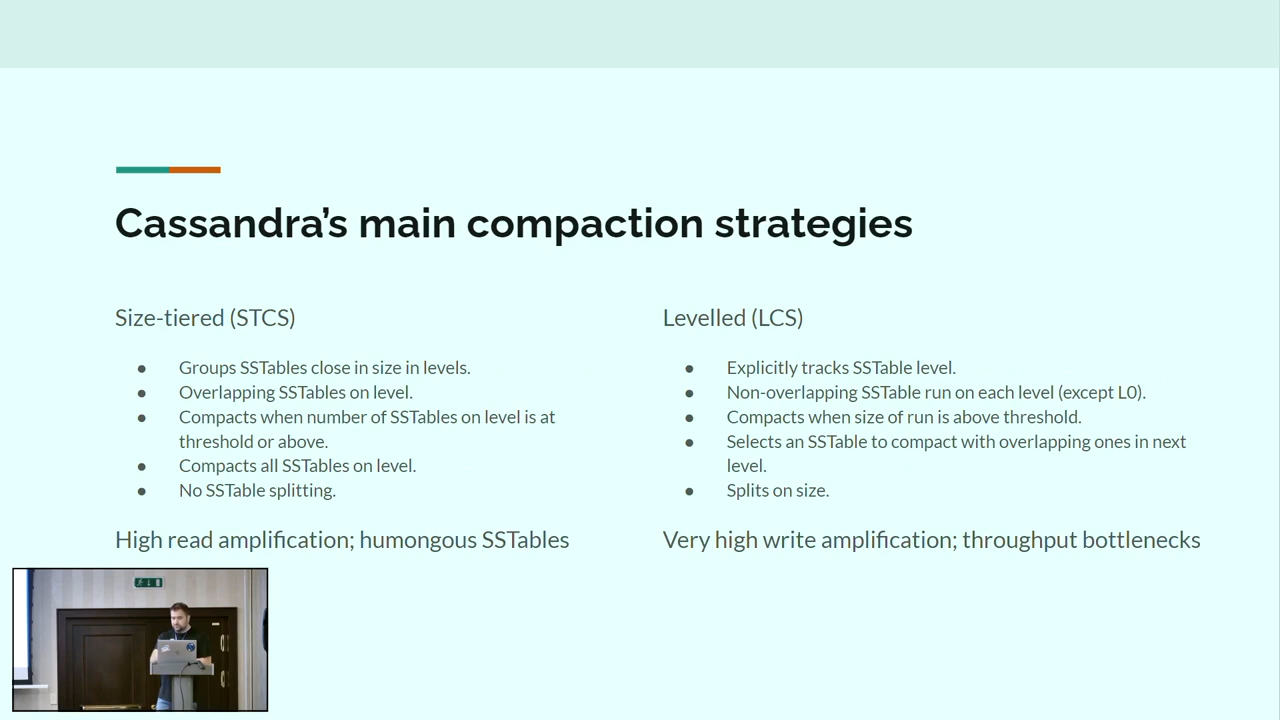 Cassandra’s main compaction strategies
Size-tiered (STCS)
● Groups SSTables close in size in levels.
● Overlapping SSTables on level.
● Compacts when number of SSTables on level is at
threshold or above.
● Compacts all SSTables on level.
● No SSTable splitting.
High read amplification; humongous SSTables
Levelled (LCS)
● Explicitly tracks SSTable level.
● Non-overlapping SSTable run on each level (except L0).
● Compacts when size of run is above threshold.
● Selects an SSTable to compact with overlapping ones in next
level.
● Splits on size.
Very high write amplification; throughput bottlenecks